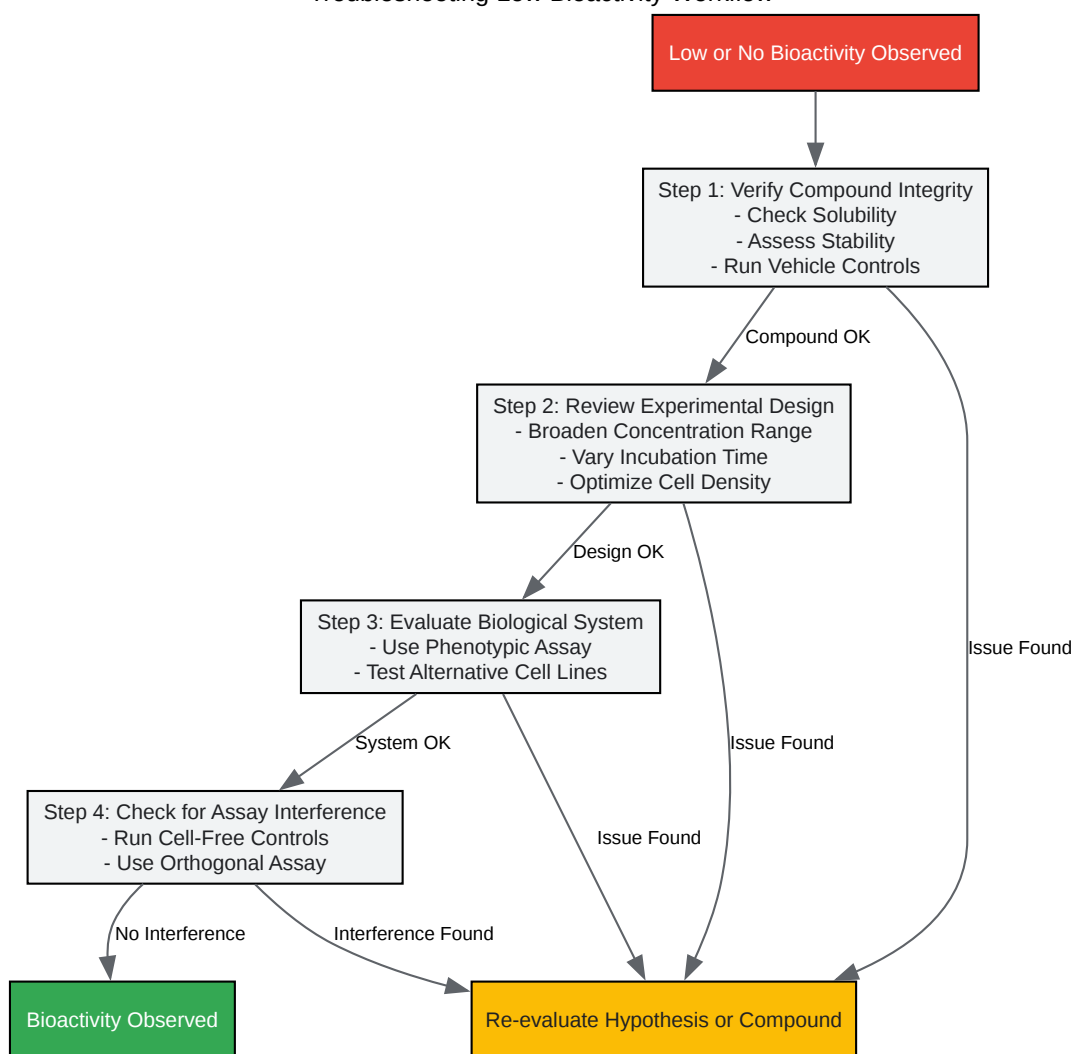 Troubleshooting Low Bioactivity Workflow
Low or No Bioactivity Observed
Step 1: Verify Compound Integrity
- Check Solubility
- Assess Stability
- Run Vehicle Controls
Compound OK
Step 2: Review Experimental Design
- Broaden Concentration Range
- Vary Incubation Time
- Optimize Cell Density
Design OK
Step 3: Evaluate Biological System
- Use Phenotypic Assay
- Test Alternative Cell Lines
Issue Found
System OK
Issue Found
Step 4: Check for Assay Interference
- Run Cell-Free Controls
- Use Orthogonal Assay
Issue Found
No Interference
Interference Found
Bioactivity Observed
Re-evaluate Hypothesis or Compound